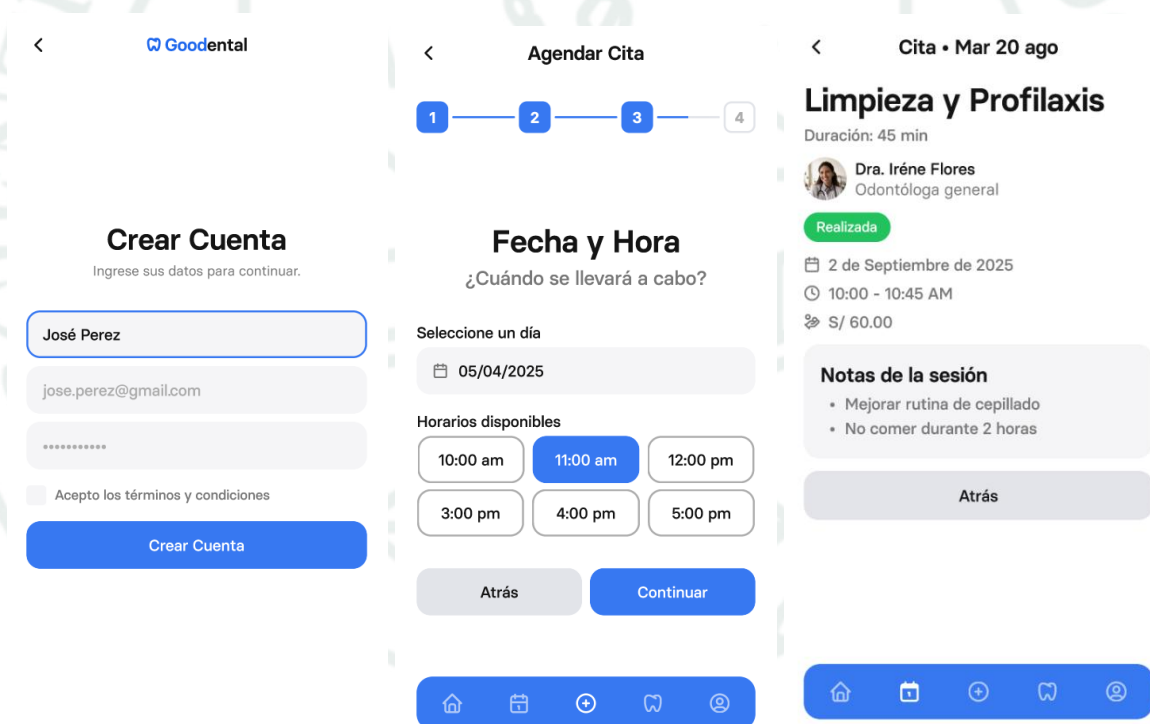 Goodental
Crear Cuenta
Ingrese sus datos para continuar.
José Perez
jose.perez@gmail.com
•••••••••••
Acepto los términos y condiciones
Crear Cuenta
Agendar Cita
1 2 3 4
Fecha y Hora
¿Cuándo se llevará a cabo?
Seleccione un día
05/04/2025
Horarios disponibles
10:00 am 11:00 am 12:00 pm
3:00 pm 4:00 pm 5:00 pm
Atrás Continuar
Cita • Mar 20 ago
Limpieza y Profilaxis
Duración: 45 min
Dra. Iréne Flores
Odontóloga general
Realizada
2 de Septiembre de 2025
10:00 - 10:45 AM
S/ 60.00
Notas de la sesión
• Mejorar rutina de cepillado
• No comer durante 2 horas
Atrás